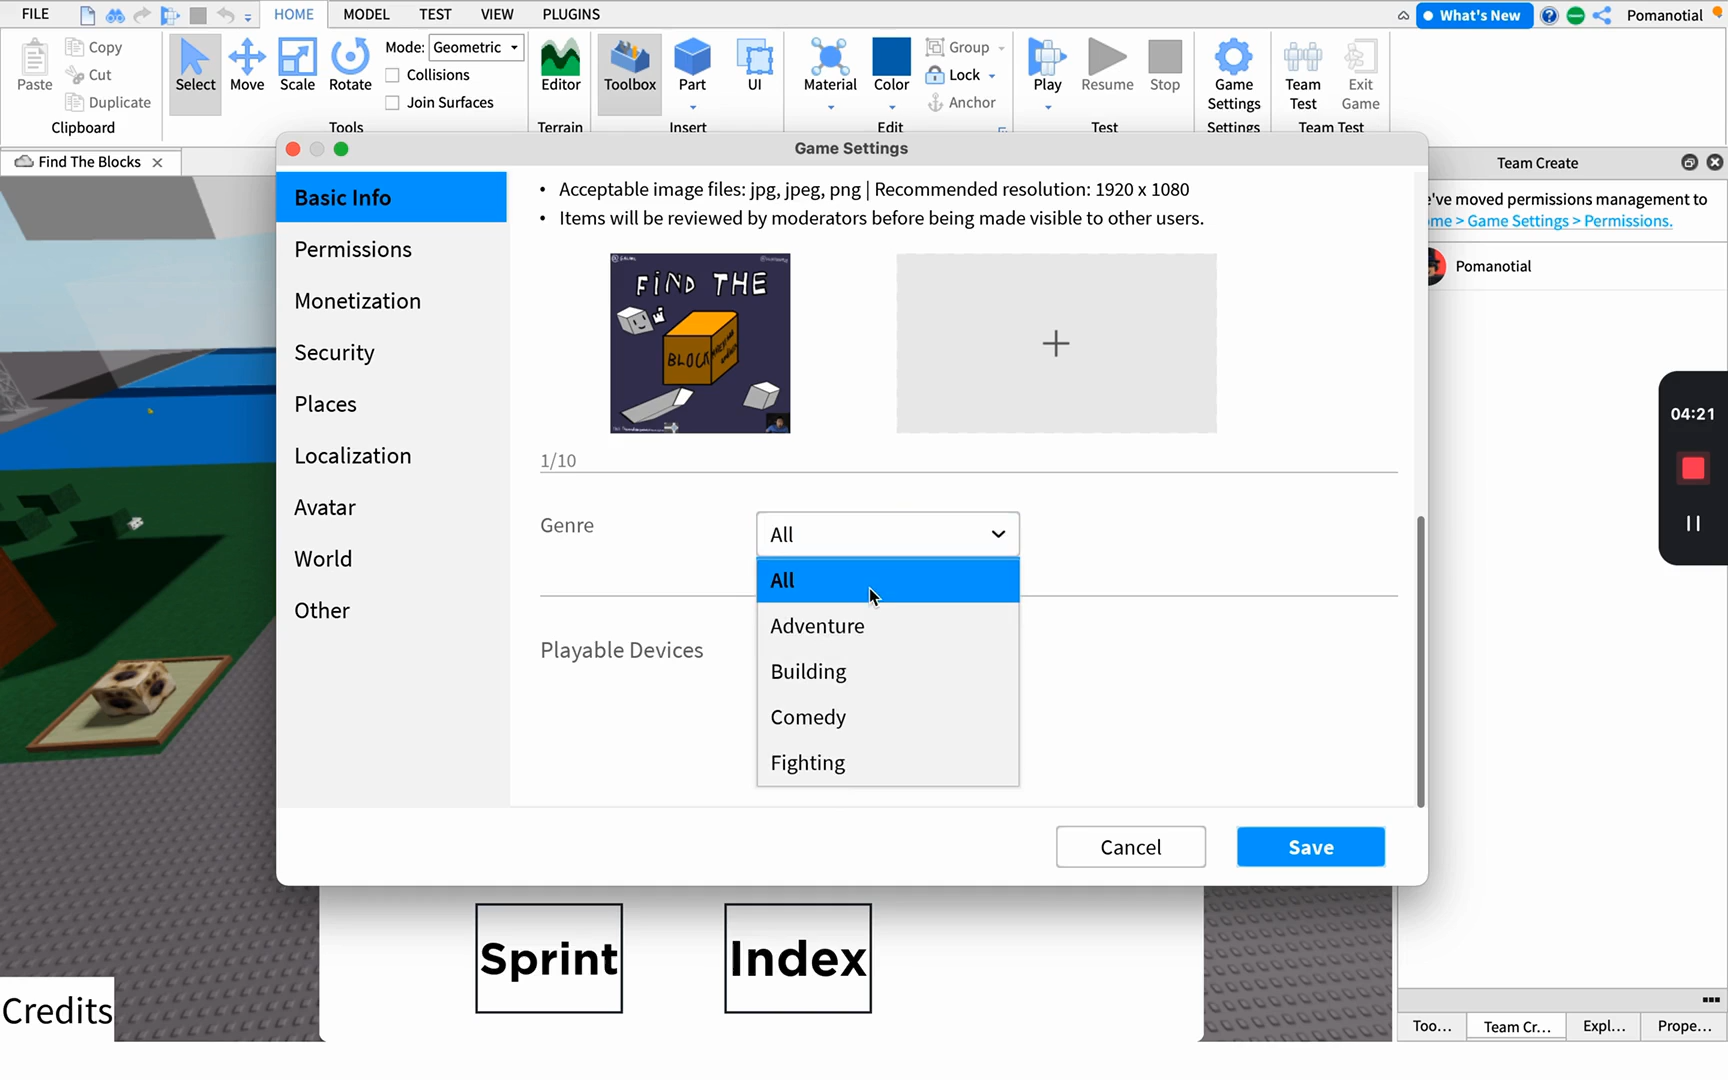 FILE
HOME
MODEL
TEST
VIEW
PLUGINS
What's New
Pomanotial
Paste
Copy
Cut
Duplicate
Clipboard
Select
Move
Scale
Rotate
Mode: Geometric
Collisions
Join Surfaces
Tools
Editor
Terrain
Toolbox
Part
UI
Insert
Material
Color
Group
Lock
Anchor
Edit
Play
Resume
Stop
Test
Game
Settings
Settings
Team
Test
Exit
Game
Team Test
Find The Blocks
Game Settings
Basic Info
Permissions
Monetization
Security
Places
Localization
Avatar
World
Other
• Acceptable image files: jpg, jpeg, png | Recommended resolution: 1920 x 1080
• Items will be reviewed by moderators before being made visible to other users.
FIND THE
BLOCK
1/10
Genre
All
All
Adventure
Building
Comedy
Fighting
Playable Devices
Cancel
Save
Team Create
e've moved permissions management to
me > Game Settings > Permissions.
Pomanotial
04:21
Sprint
Index
Credits
Too...
Team Cr...
Expl...
Prope...